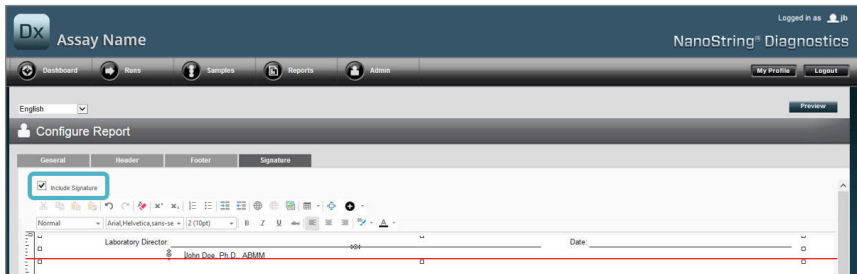 Logged in as jb
Dx Assay Name
NanoString® Diagnostics
Dashboard Runs Samples Reports Admin My Profile Logout
English Preview
Configure Report
General Header Footer Signature
Include Signature
Normal Arial,Helvetica,sans-se 2 (10pt) B I U abc A
Laboratory Director: Date:
John Doe, Ph.D., ABMM